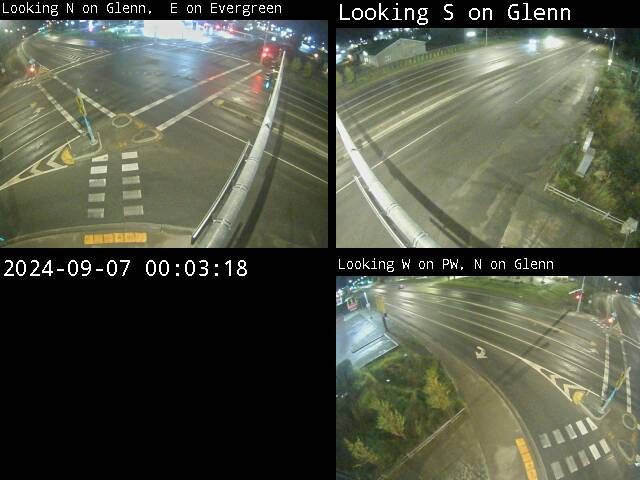 Looking N on Glenn,  E on Evergreen
Looking S on Glenn
2024-09-07 00:03:18
Looking W on PW, N on Glenn